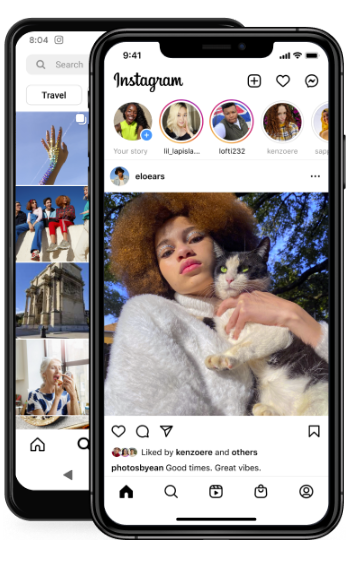 8:04
Search
Travel
9:41
Instagram
Your story
lil_lapisla...
lofti232
kenzoere
sapp
eloears
Liked by kenzoere and others
photosbyean Good times. Great vibes.